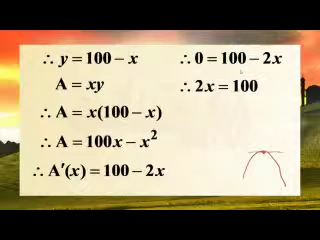 ∴ y = 100 − x
A = xy
∴ A = x(100 − x)
∴ A = 100x − x²
∴ A′(x) = 100 − 2x
∴ 0 = 100 − 2x
∴ 2x = 100